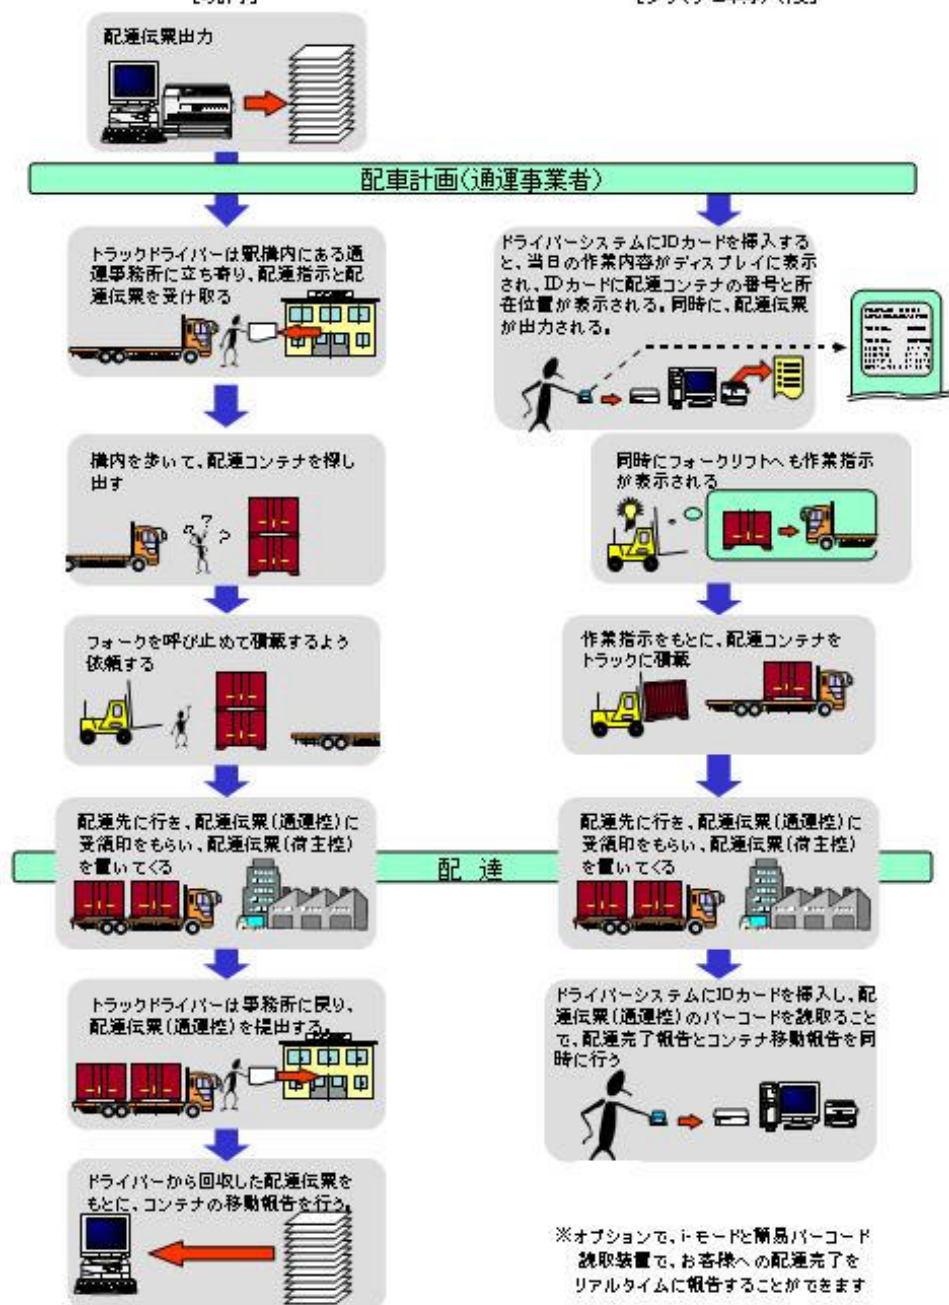 配達伝票出力
配車計画(通運事業者)
トラックドライバーは駅構内にある通
運事務所に立ち寄り、配達指示と配
達伝票を受け取る
ドライバーシステムにIDカードを挿入する
と、当日の作業内容がディスプレイに表示
され、IDカードに配達コンテナの番号と所
在位置が表示される。同時に、配達伝票
が出力される。
構内を歩いて、配達コンテナを探し
出す
同時にフォークリフトへも作業指示
が表示される
フォークを呼び止めて積載するよう
依頼する
作業指示をもとに、配達コンテナを
トラックに積載
配達先に行き、配達伝票(通運控)に
受領印をもらい、配達伝票(荷主控)
を置いてくる
配達先に行き、配達伝票(通運控)に
受領印をもらい、配達伝票(荷主控)
を置いてくる
配 達
トラックドライバーは事務所に戻り、
配達伝票(通運控)を提出する。
ドライバーシステムにIDカードを挿入し、配
達伝票(通運控)のバーコードを読取ること
で、配達完了報告とコンテナ移動報告を同
時に行う
ドライバーから回収した配達伝票を
もとに、コンテナの移動報告を行う。
※オプションで、i-モードと簡易バーコード
読取装置で、お客様への配達完了を
リアルタイムに報告することができます